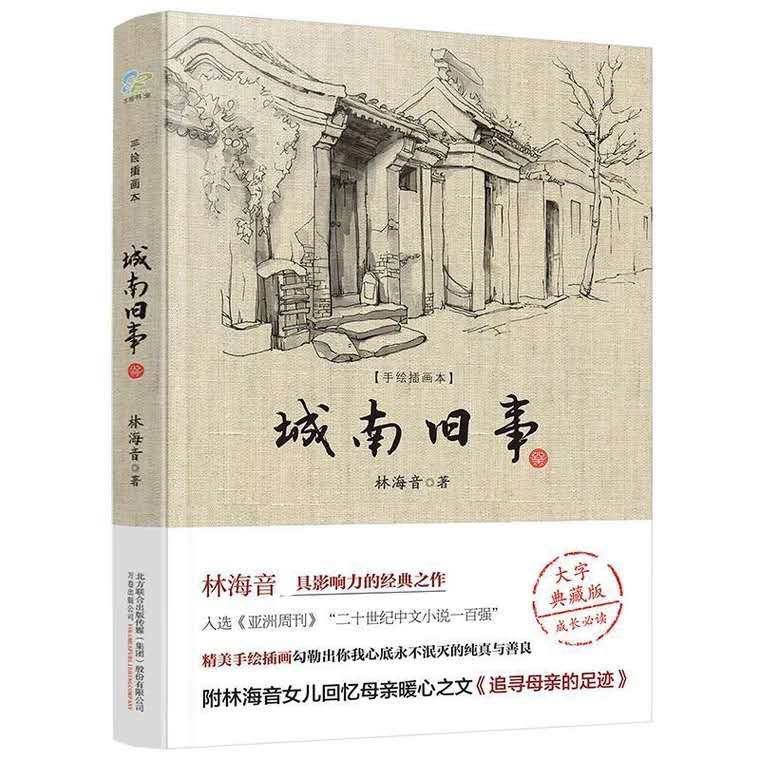 手绘插画本
城南旧事
林海音◎著
北方联合出版传媒（集团）股份有限公司
万卷出版公司
【手绘插画本】
城南旧事
林海音◎著
林海音 具影响力的经典之作
入选《亚洲周刊》“二十世纪中文小说一百强”
精美手绘插画勾勒出你我心底永不泯灭的纯真与善良
附林海音女儿回忆母亲暖心之文《追寻母亲的足迹》
大字
典藏版
成长必读